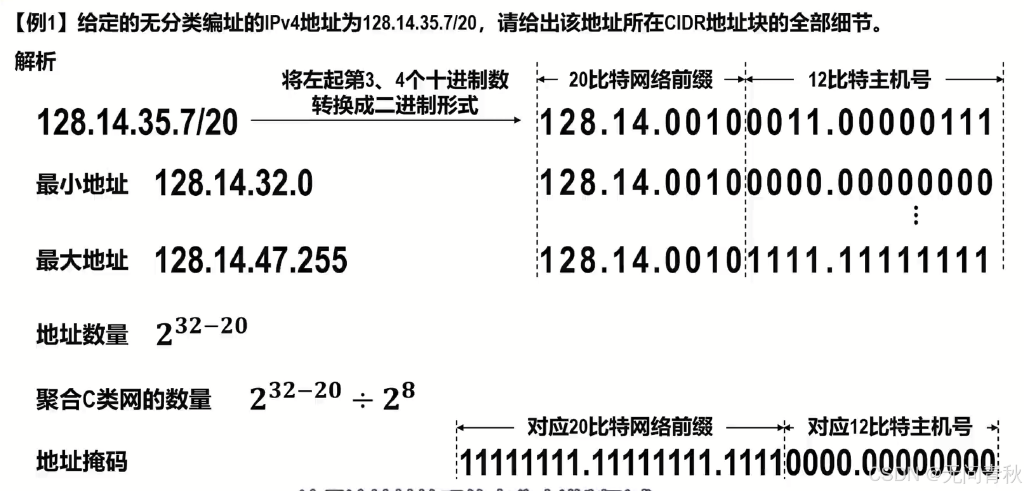 【例1】给定的无分类编址的IPv4地址为128.14.35.7/20，请给出该地址所在CIDR地址块的全部细节。
解析
将左起第3、4个十进制数
转换成二进制形式
20比特网络前缀 12比特主机号
128.14.35.7/20 128.14.00100011.00000111
最小地址 128.14.32.0 128.14.00100000.00000000
⋮
最大地址 128.14.47.255 128.14.00101111.11111111
地址数量 2^{32−20}
聚合C类网的数量 2^{32−20} ÷ 2^8
对应20比特网络前缀 对应12比特主机号
地址掩码 11111111.11111111.11110000.00000000
CSDN @无问青秋